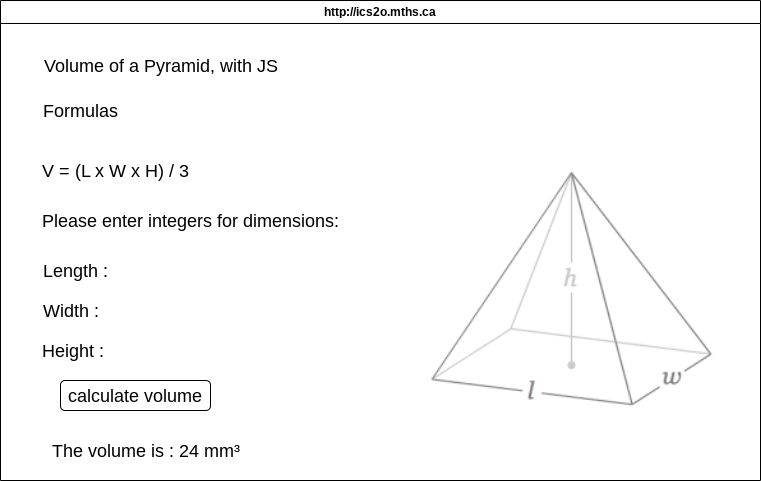 http://ics2o.mths.ca
Volume of a Pyramid, with JS
Formulas
V = (L x W x H) / 3
Please enter integers for dimensions:
Length :
Width :
Height :
calculate volume
The volume is : 24 mm³
h
l
w